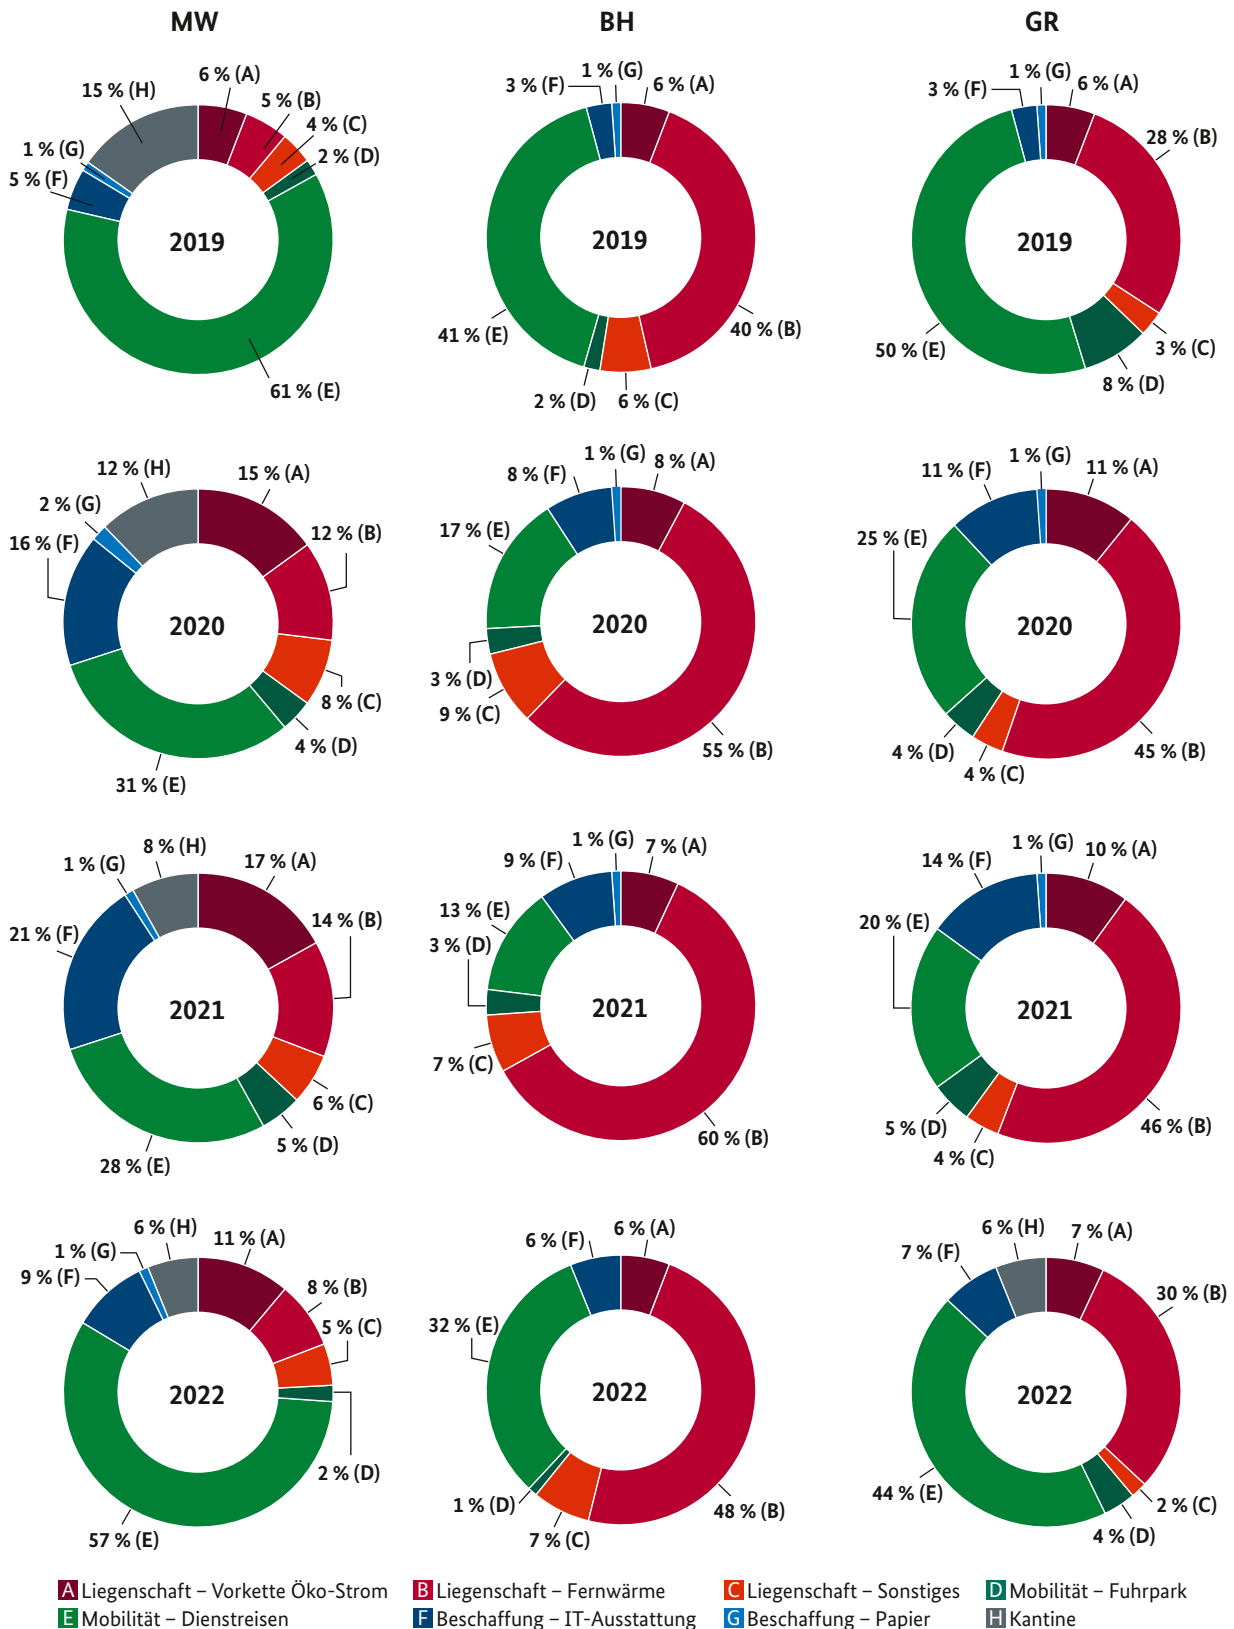 MW
BH
GR
6 % (A)
5 % (B)
4 % (C)
2 % (D)
61 % (E)
5 % (F)
1 % (G)
15 % (H)
2019
6 % (A)
40 % (B)
6 % (C)
2 % (D)
41 % (E)
3 % (F)
1 % (G)
2019
6 % (A)
28 % (B)
3 % (C)
8 % (D)
50 % (E)
3 % (F)
1 % (G)
2019
15 % (A)
12 % (B)
8 % (C)
4 % (D)
31 % (E)
16 % (F)
2 % (G)
12 % (H)
2020
8 % (A)
55 % (B)
9 % (C)
3 % (D)
17 % (E)
8 % (F)
1 % (G)
2020
11 % (A)
45 % (B)
4 % (C)
4 % (D)
25 % (E)
11 % (F)
1 % (G)
2020
17 % (A)
14 % (B)
6 % (C)
5 % (D)
28 % (E)
21 % (F)
1 % (G)
8 % (H)
2021
7 % (A)
60 % (B)
7 % (C)
3 % (D)
13 % (E)
9 % (F)
1 % (G)
2021
10 % (A)
46 % (B)
4 % (C)
5 % (D)
20 % (E)
14 % (F)
1 % (G)
2021
11 % (A)
8 % (B)
5 % (C)
2 % (D)
57 % (E)
9 % (F)
1 % (G)
6 % (H)
2022
6 % (A)
48 % (B)
7 % (C)
1 % (D)
32 % (E)
6 % (F)
2022
7 % (A)
30 % (B)
2 % (C)
4 % (D)
44 % (E)
7 % (F)
6 % (H)
2022
A Liegenschaft – Vorkette Öko-Strom
B Liegenschaft – Fernwärme
C Liegenschaft – Sonstiges
D Mobilität – Fuhrpark
E Mobilität – Dienstreisen
F Beschaffung – IT-Ausstattung
G Beschaffung – Papier
H Kantine